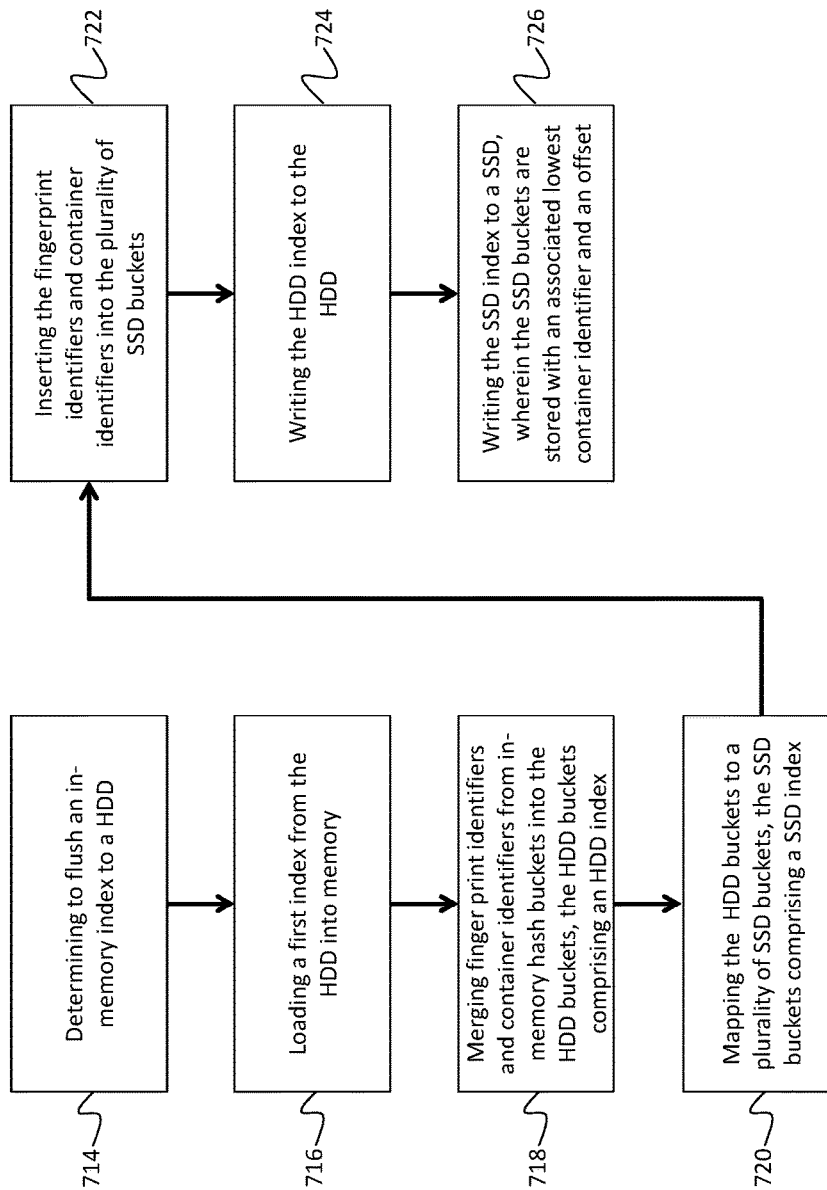 714
Determining to flush an in-
memory index to a HDD
716
Loading a first index from the
HDD into memory
718
Merging finger print identifiers
and container identifiers from in-
memory hash buckets into the
HDD buckets, the HDD buckets
comprising an HDD index
720
Mapping the HDD buckets to a
plurality of SSD buckets, the SSD
buckets comprising a SSD index
Inserting the fingerprint
identifiers and container
identifiers into the plurality of
SSD buckets
722
Writing the HDD index to the
HDD
724
Writing the SSD index to a SSD,
wherein the SSD buckets are
stored with an associated lowest
container identifier and an offset
726